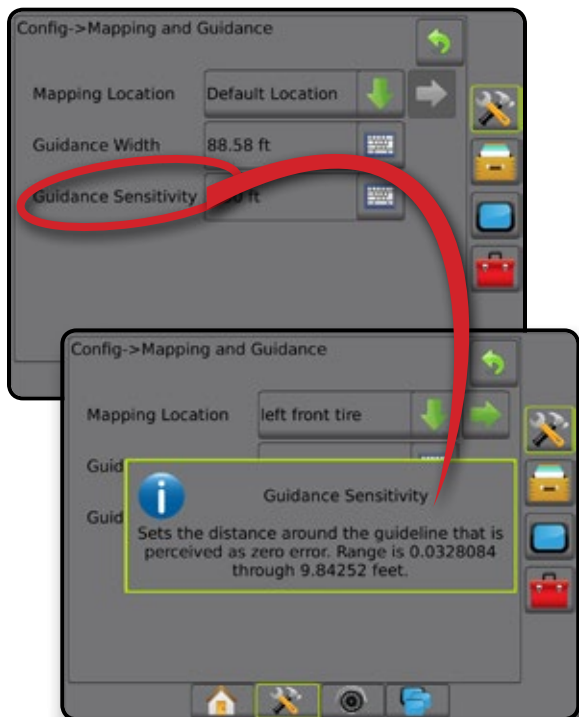 Config->Mapping and Guidance
Mapping Location Default Location
Guidance Width 88.58 ft
Guidance Sensitivity ft
Config->Mapping and Guidance
Mapping Location left front tire
Guid
Guid
i
Guidance Sensitivity
Sets the distance around the guideline that is
perceived as zero error. Range is 0.0328084
through 9.84252 feet.